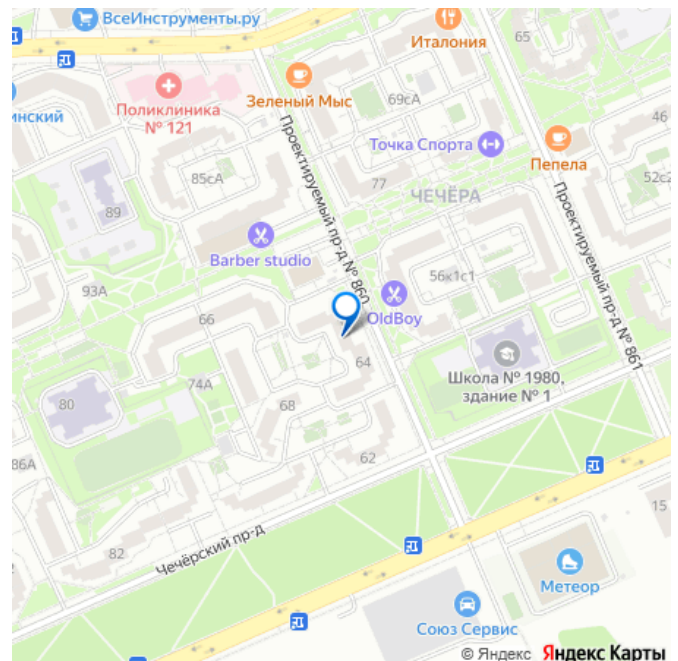 ВсеИнструменты.ру
Италония
65
Поликлиника
№ 121
Зеленый Мыс
69сА
инский
46
Точка Спорта
Пепела
Проектируемый пр-д № 860
85сА
77
52с2
ЧЕЧЁРА
89
Barber studio
56к1с1
Проектируемый пр-д № 861
93А
OldBoy
66
64
Школа № 1980,
здание № 1
74А
80
68
62
86А
15
82
Чечёрский пр-д
Метеор
Союз Сервис
© Яндекс Яндекс Карты